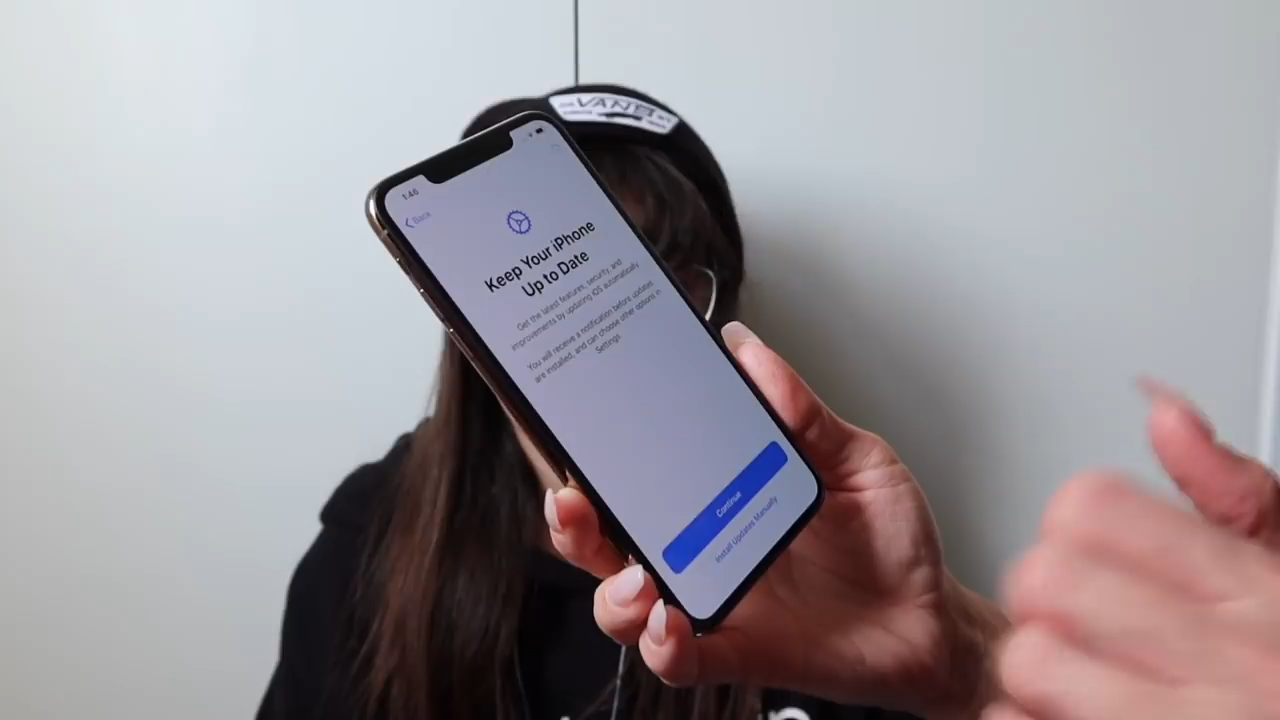 VANS
1:46
Back
Keep Your iPhone
Up to Date
Get the latest features, security, and
improvements by updating iOS automatically.
You will receive a notification before updates
are installed, and can choose other options in
Settings.
Continue
Install Updates Manually